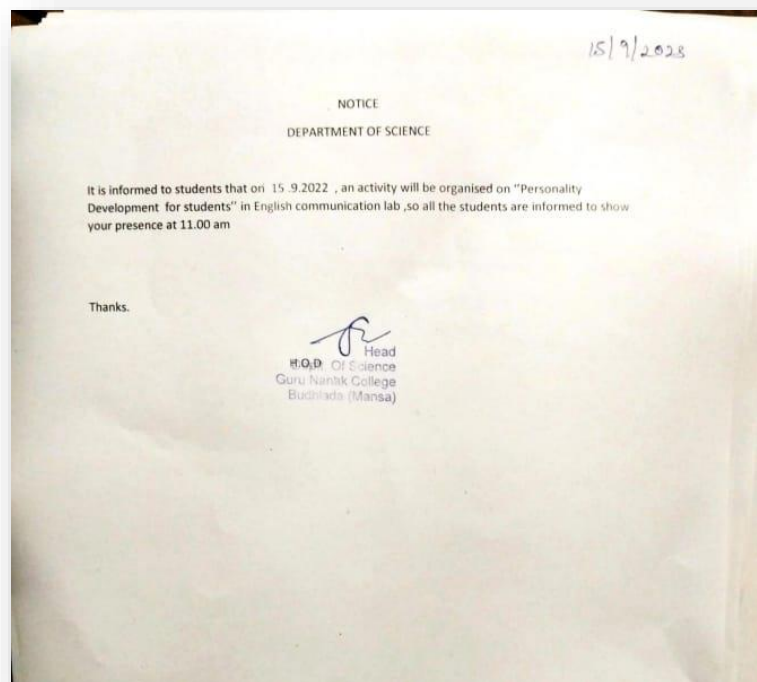 15/9/2023
NOTICE
DEPARTMENT OF SCIENCE
It is informed to students that on 15 .9.2022 , an activity will be organised on "Personality
Development for students" in English communication lab ,so all the students are informed to show
your presence at 11.00 am
Thanks.
Head
H.O.D. Of Science
Guru Nanak College
Budhlada (Mansa)